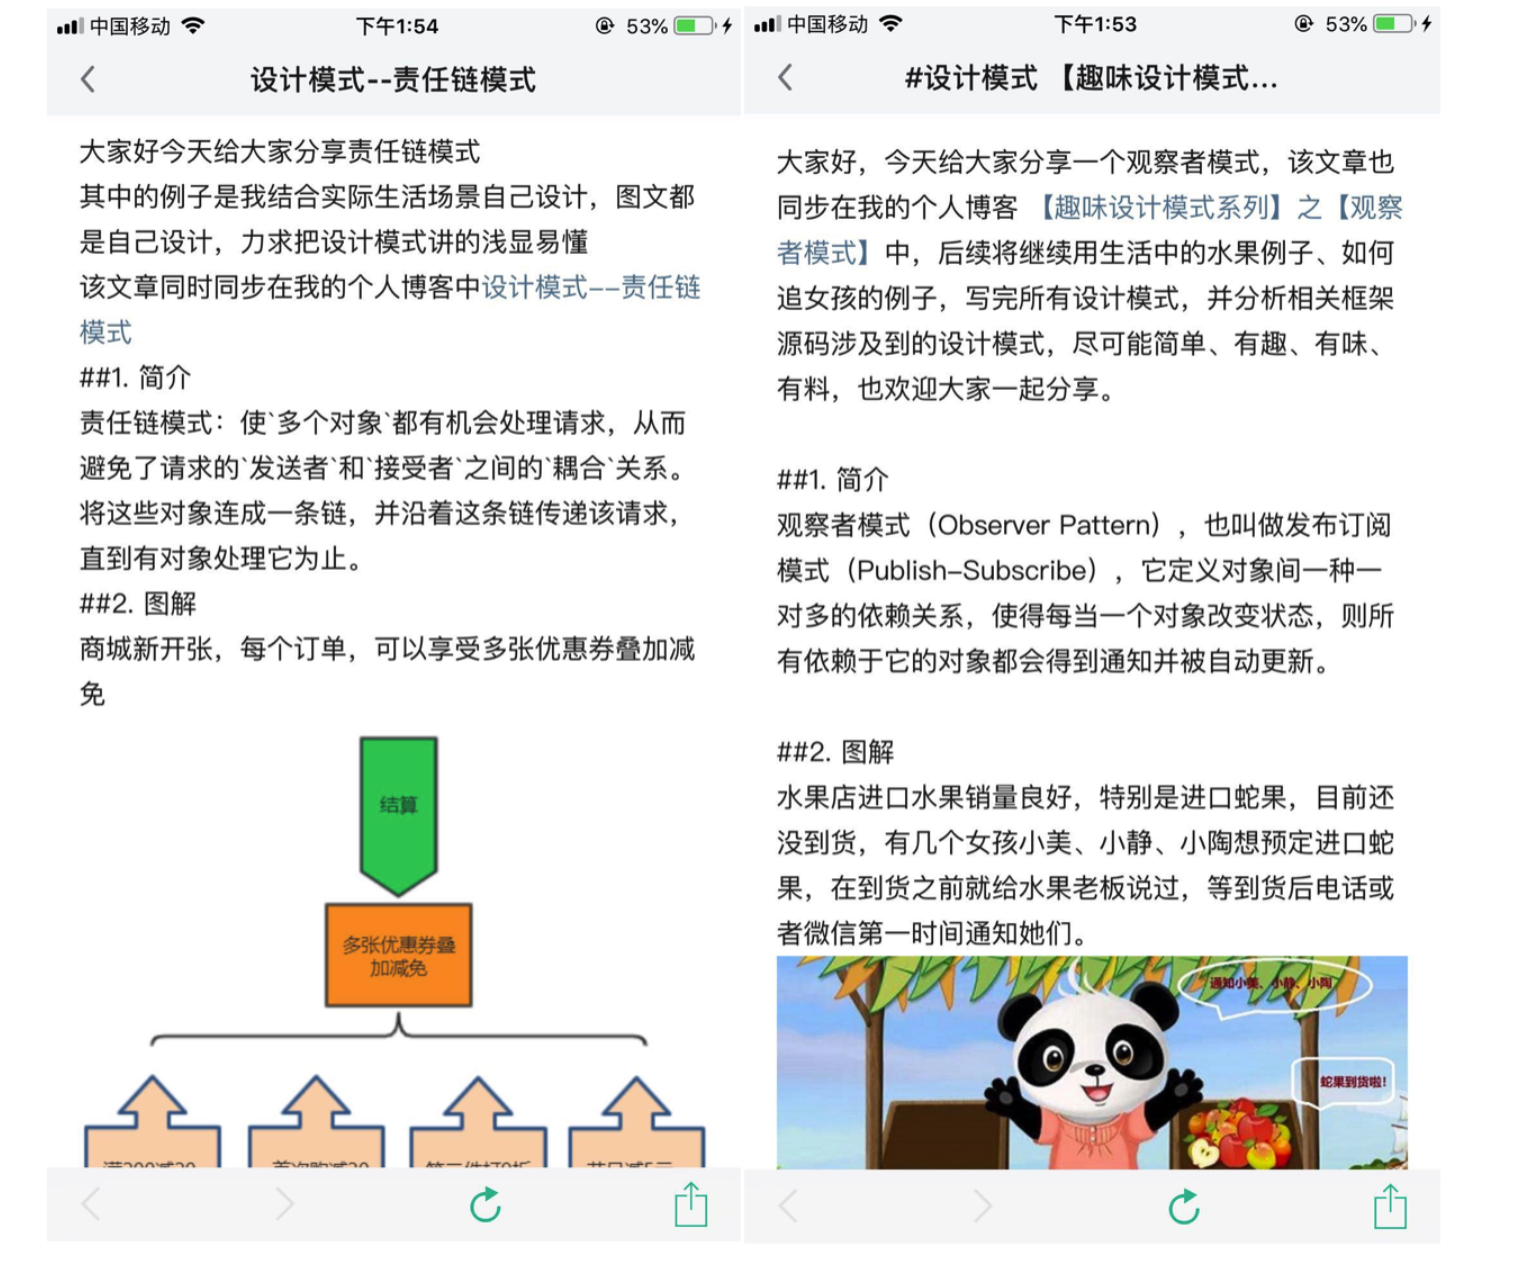 中国移动
下午1:54
53%
设计模式--责任链模式
大家好今天给大家分享责任链模式
其中的例子是我结合实际生活场景自己设计，图文都
是自己设计，力求把设计模式讲的浅显易懂
该文章同时同步在我的个人博客中设计模式--责任链
模式
##1. 简介
责任链模式：使`多个对象`都有机会处理请求，从而
避免了请求的`发送者`和`接受者`之间的`耦合`关系。
将这些对象连成一条链，并沿着这条链传递该请求，
直到有对象处理它为止。
##2. 图解
商城新开张，每个订单，可以享受多张优惠券叠加减
免
结算
多张优惠券叠
加减免
中国移动
下午1:53
53%
#设计模式 【趣味设计模式...
大家好，今天给大家分享一个观察者模式，该文章也
同步在我的个人博客 【趣味设计模式系列】之【观察
者模式】中，后续将继续用生活中的水果例子、如何
追女孩的例子，写完所有设计模式，并分析相关框架
源码涉及到的设计模式，尽可能简单、有趣、有味、
有料，也欢迎大家一起分享。
##1. 简介
观察者模式（Observer Pattern），也叫做发布订阅
模式（Publish-Subscribe），它定义对象间一种一
对多的依赖关系，使得每当一个对象改变状态，则所
有依赖于它的对象都会得到通知并被自动更新。
##2. 图解
水果店进口水果销量良好，特别是进口蛇果，目前还
没到货，有几个女孩小美、小静、小陶想预定进口蛇
果，在到货之前就给水果老板说过，等到货后电话或
者微信第一时间通知她们。
通知小美、小静、小陶
蛇果到货啦！